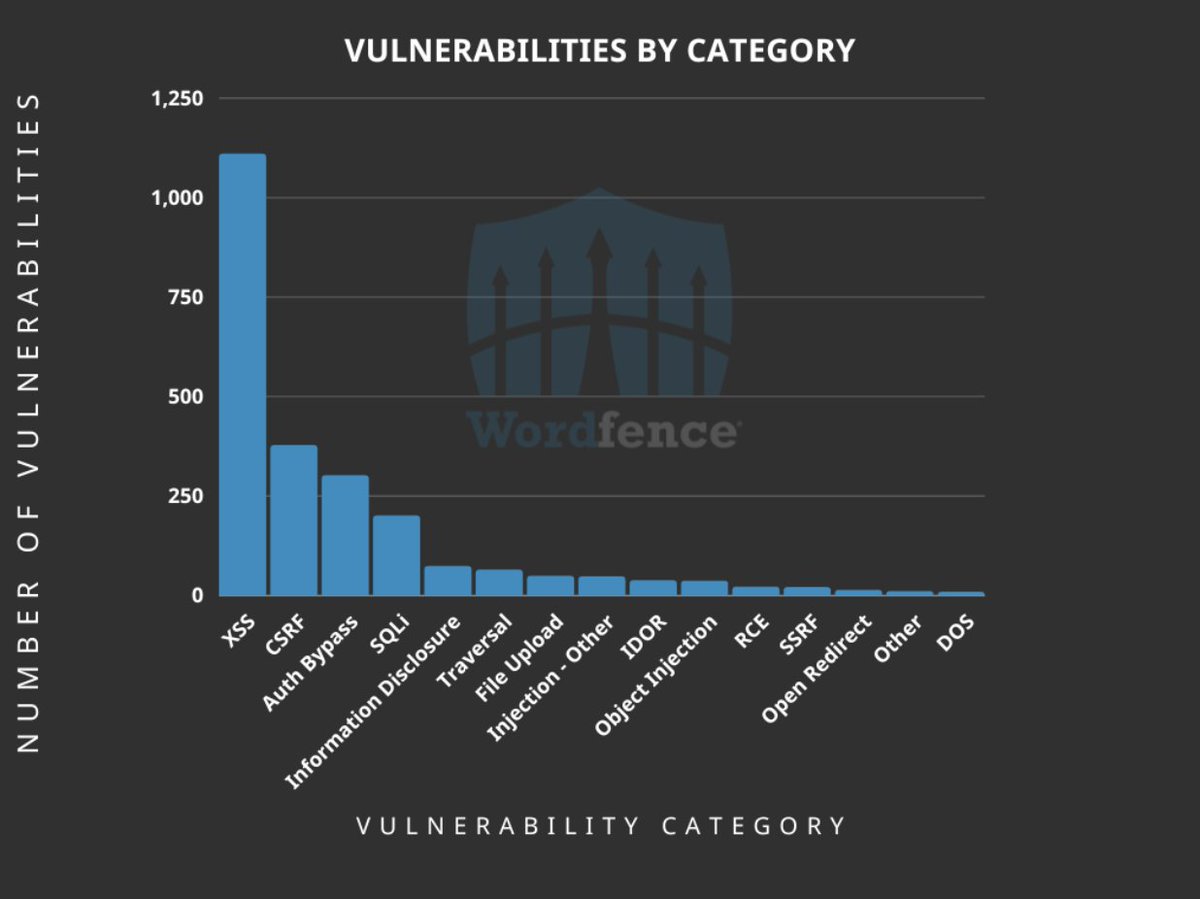 VULNERABILITIES BY CATEGORY
NUMBER OF VULNERABILITIES
1,250
1,000
750
500
250
0
Wordfence
XSS
CSRF
Auth Bypass
SQLi
Information Disclosure
Traversal
File Upload
Injection - Other
IDOR
Object Injection
RCE
SSRF
Open Redirect
Other
DOS
VULNERABILITY CATEGORY